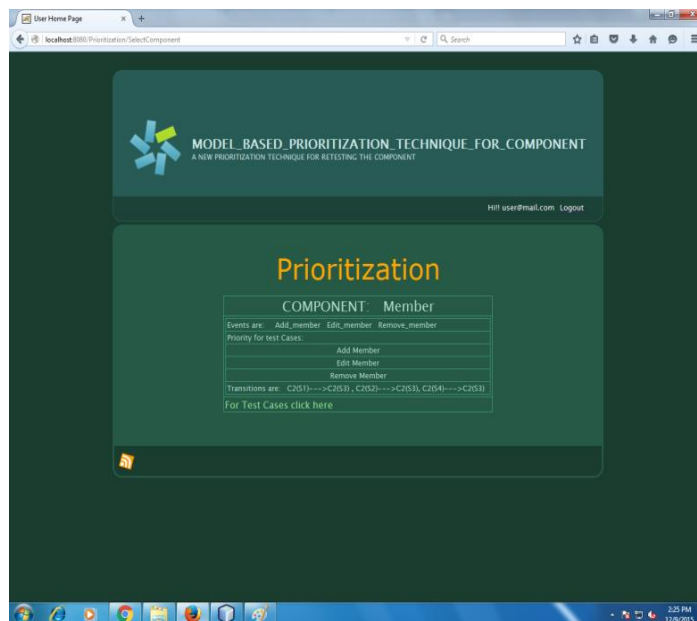 User Home Page
localhost:8080/Prioritization/SelectComponent
Search
MODEL_BASED_PRIORITIZATION_TECHNIQUE_FOR_COMPONENT
A NEW PRIORITIZATION TECHNIQUE FOR RETESTING THE COMPONENT
Hi!! user@mail.com Logout
Prioritization
COMPONENT: Member
Events are: Add_member Edit_member Remove_member
Priority for test Cases:
Add Member
Edit Member
Remove Member
Transitions are: C2(S1)--->C2(S3) , C2(S2)--->C2(S3), C2(S4)--->C2(S3)
For Test Cases click here
2:25 PM
12/6/2015